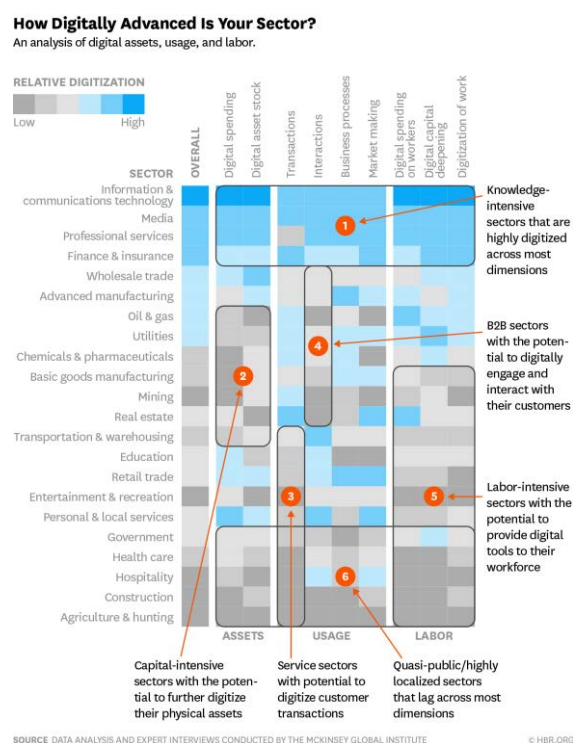 How Digitally Advanced Is Your Sector?
An analysis of digital assets, usage, and labor.
RELATIVE DIGITIZATION
Low
High
SECTOR
OVERALL
Digital spending
Digital asset stock
Transactions
Interactions
Business processes
Market making
Digital spending
on workers
Digital capital
deepening
Digitization of work
Information &
communications technology
Media
Professional services
Finance & insurance
Wholesale trade
Advanced manufacturing
Oil & gas
Utilities
Chemicals & pharmaceuticals
Basic goods manufacturing
Mining
Real estate
Transportation & warehousing
Education
Retail trade
Entertainment & recreation
Personal & local services
Government
Health care
Hospitality
Construction
Agriculture & hunting
1
4
2
3
5
6
Knowledge-
intensive
sectors that are
highly digitized
across most
dimensions
B2B sectors
with the poten-
tial to digitally
engage and
interact with
their customers
Labor-intensive
sectors with the
potential to
provide digital
tools to their
workforce
ASSETS
USAGE
LABOR
Capital-intensive
sectors with the poten-
tial to further digitize
their physical assets
Service sectors
with potential to
digitize customer
transactions
Quasi-public/highly
localized sectors
that lag across most
dimensions
SOURCE DATA ANALYSIS AND EXPERT INTERVIEWS CONDUCTED BY THE MCKINSEY GLOBAL INSTITUTE
© HBR.ORG